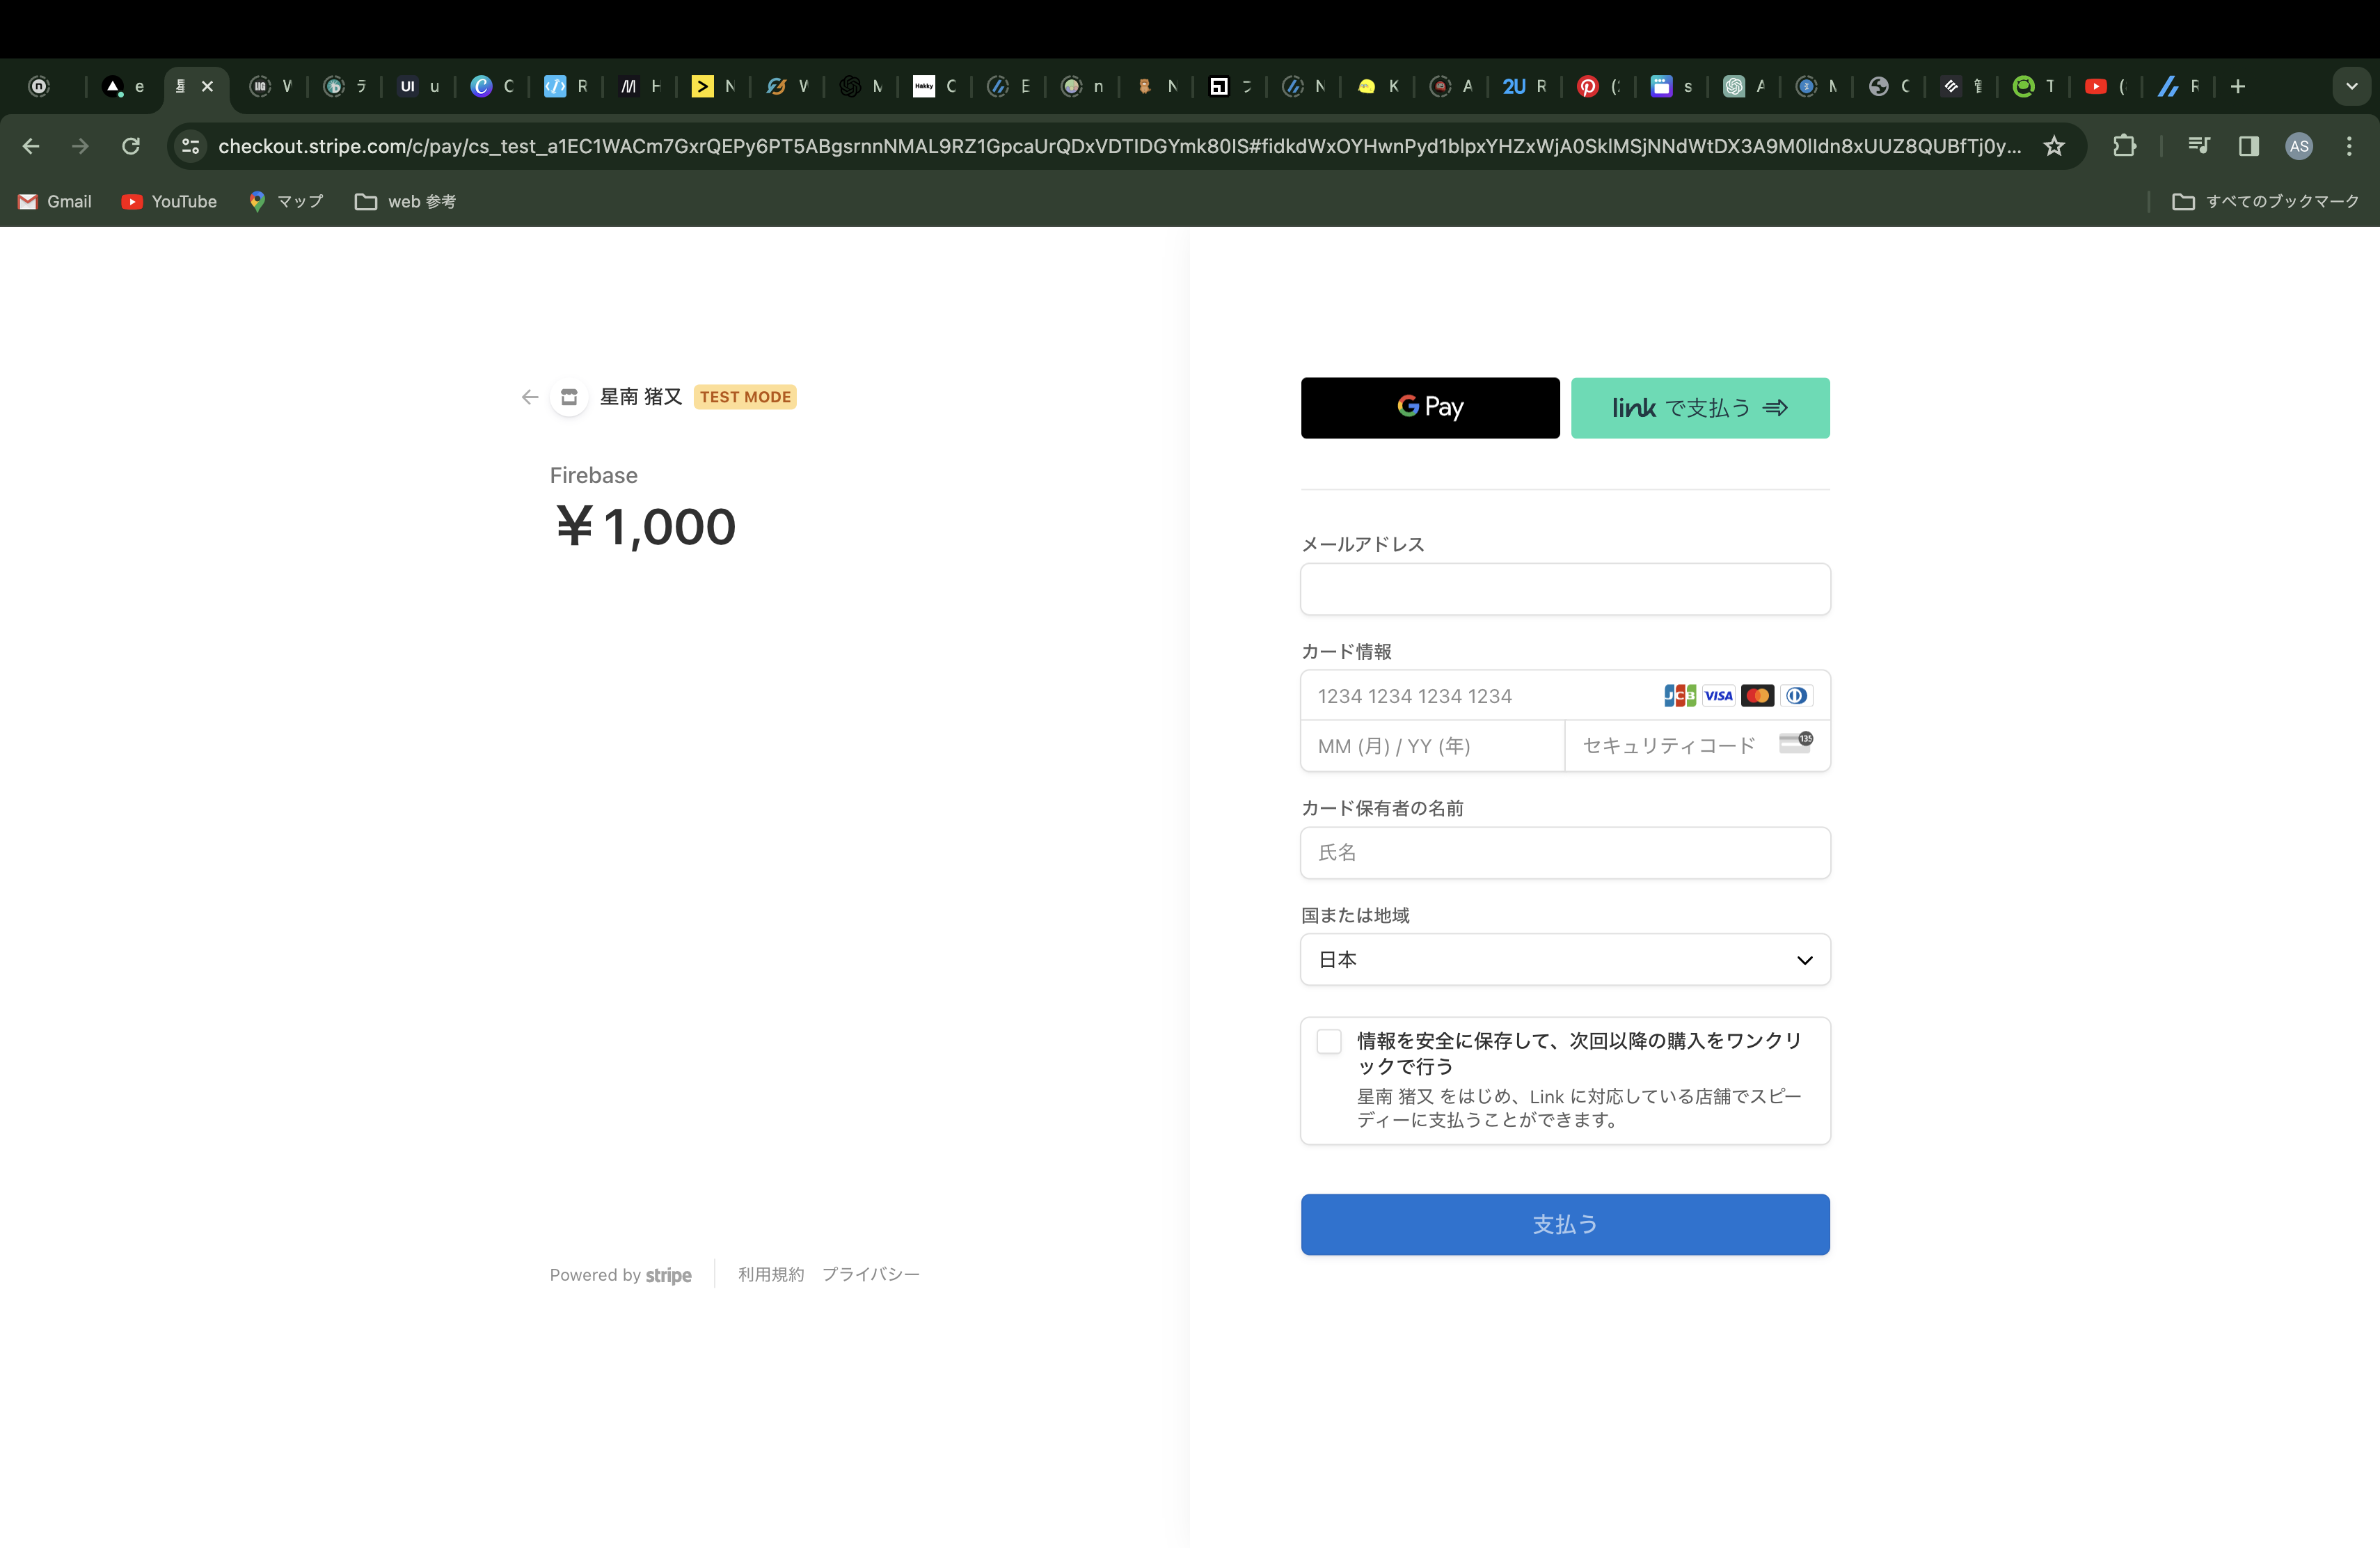 e
V
テ
UI u
C
R
H
N
V
M
Hakky C
E
n
N
フ
N
K
A
2U R
(
s
A
M
C
T
(
R
checkout.stripe.com/c/pay/cs_test_a1EC1WACm7GxrQEPy6PT5ABgsrnnNMAL9RZ1GpcaUrQDxVDTIDGYmk80IS#fidkdWxOYHwnPyd1blpxYHZxWjA0SklMSjNNdWtDX3A9M0lIdn8xUUZ8QUBfTj0y...
AS
Gmail
YouTube
マップ
web 参考
すべてのブックマーク
星南 猪又 TEST MODE
Firebase
￥1,000
G Pay
link で支払う
メールアドレス
カード情報
1234 1234 1234 1234
JCB VISA
MM (月) / YY (年)
セキュリティコード
135
カード保有者の名前
氏名
国または地域
日本
情報を安全に保存して、次回以降の購入をワンクリ
ックで行う
星南 猪又 をはじめ、Link に対応している店舗でスピー
ディーに支払うことができます。
支払う
Powered by stripe
利用規約
プライバシー